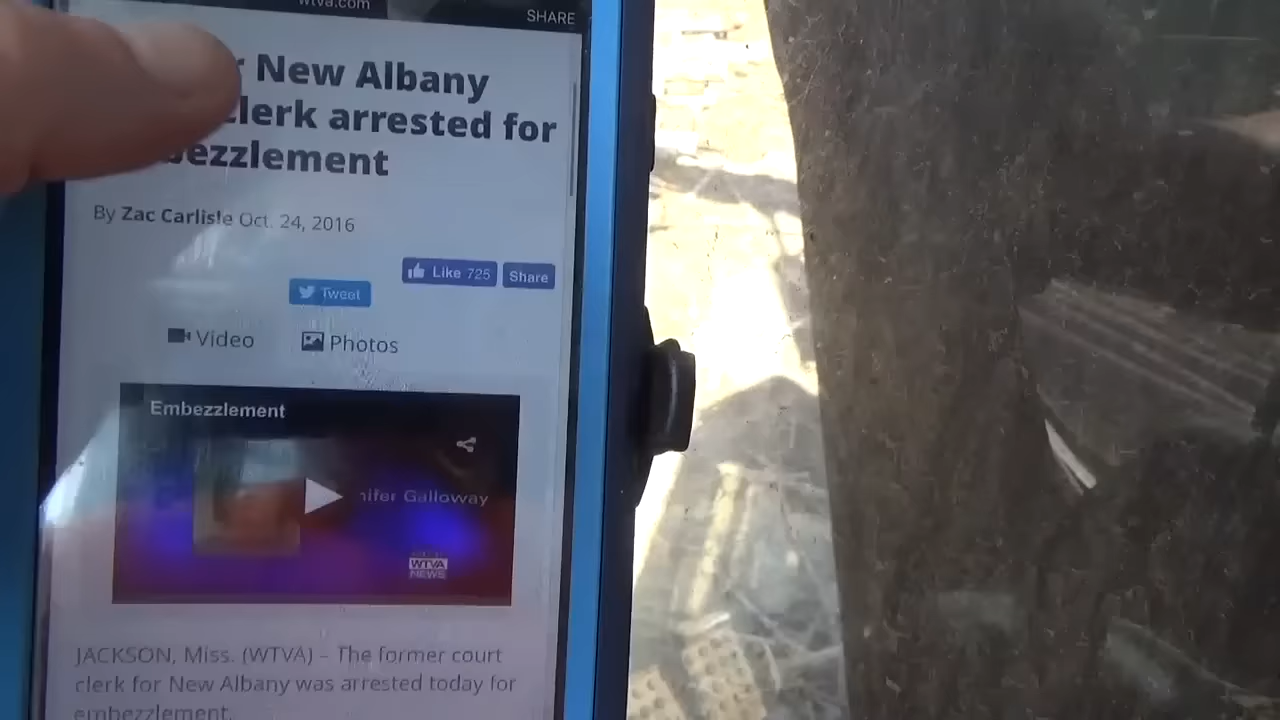 wtva.com
SHARE
New Albany
clerk arrested for
bezzlement
By Zac Carlisle Oct. 24, 2016
Like 725
Share
Tweet
Video
Photos
Embezzlement
nifer Galloway
WTVA
NEWS
JACKSON, Miss. (WTVA) – The former court
clerk for New Albany was arrested today for
embezzlement.